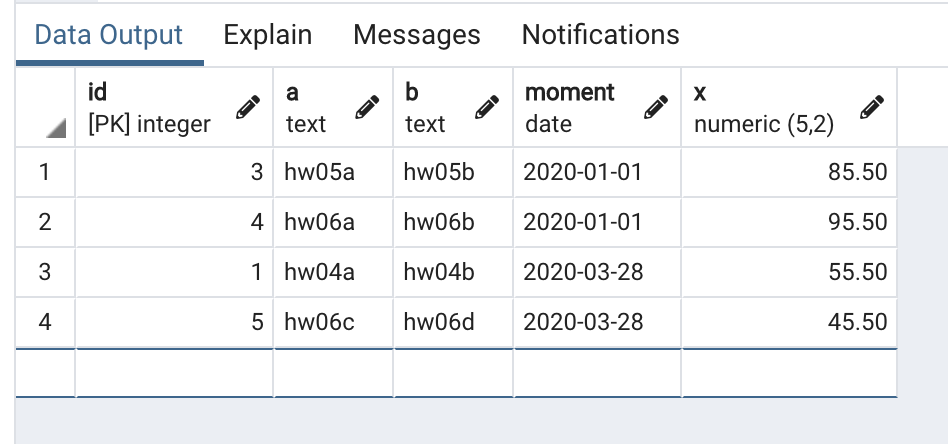 Data Output Explain Messages Notifications
id a b moment x
[PK] integer text text date numeric (5,2)
1 3 hw05a hw05b 2020-01-01 85.50
2 4 hw06a hw06b 2020-01-01 95.50
3 1 hw04a hw04b 2020-03-28 55.50
4 5 hw06c hw06d 2020-03-28 45.50